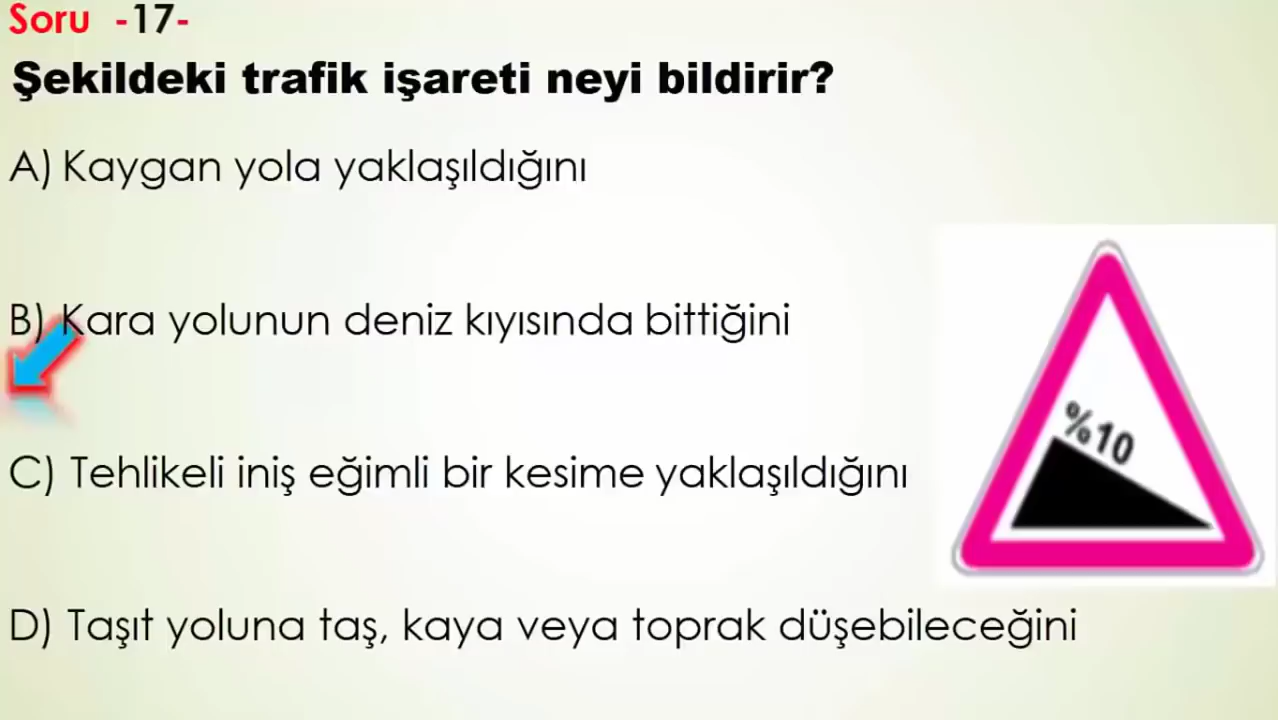 Soru -17-
Şekildeki trafik işareti neyi bildirir?
A) Kaygan yola yaklaşıldığını
B) Kara yolunun deniz kıyısında bittiğini
%10
C) Tehlikeli iniş eğimli bir kesime yaklaşıldığını
D) Taşıt yoluna taş, kaya veya toprak düşebileceğini